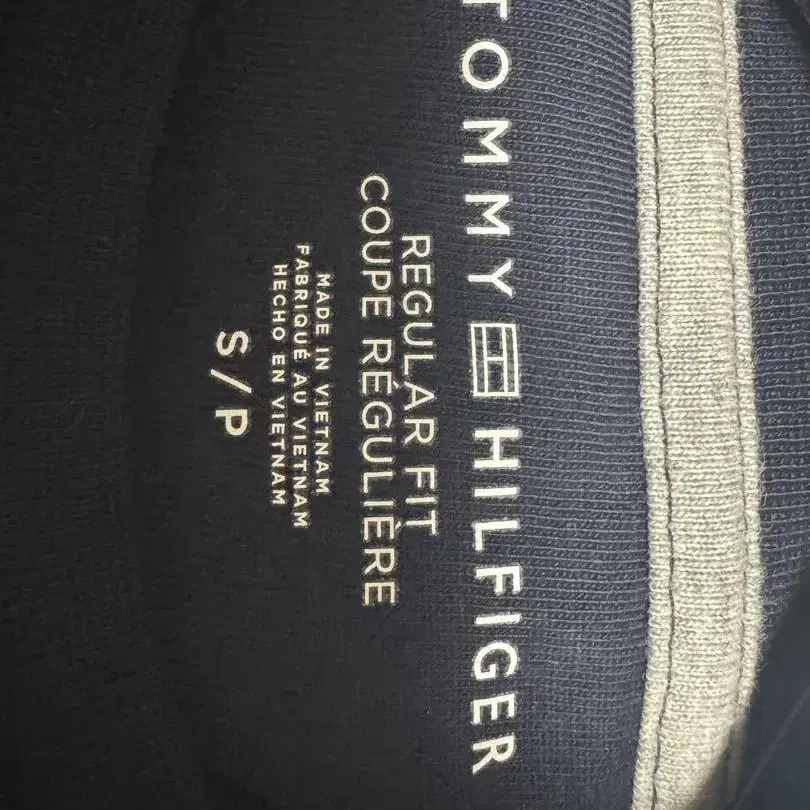 TOMMY HILFIGER
REGULAR FIT
COUPE RÉGULIÈRE
MADE IN VIETNAM
FABRIQUÉ AU VIETNAM
HECHO EN VIETNAM
S/P